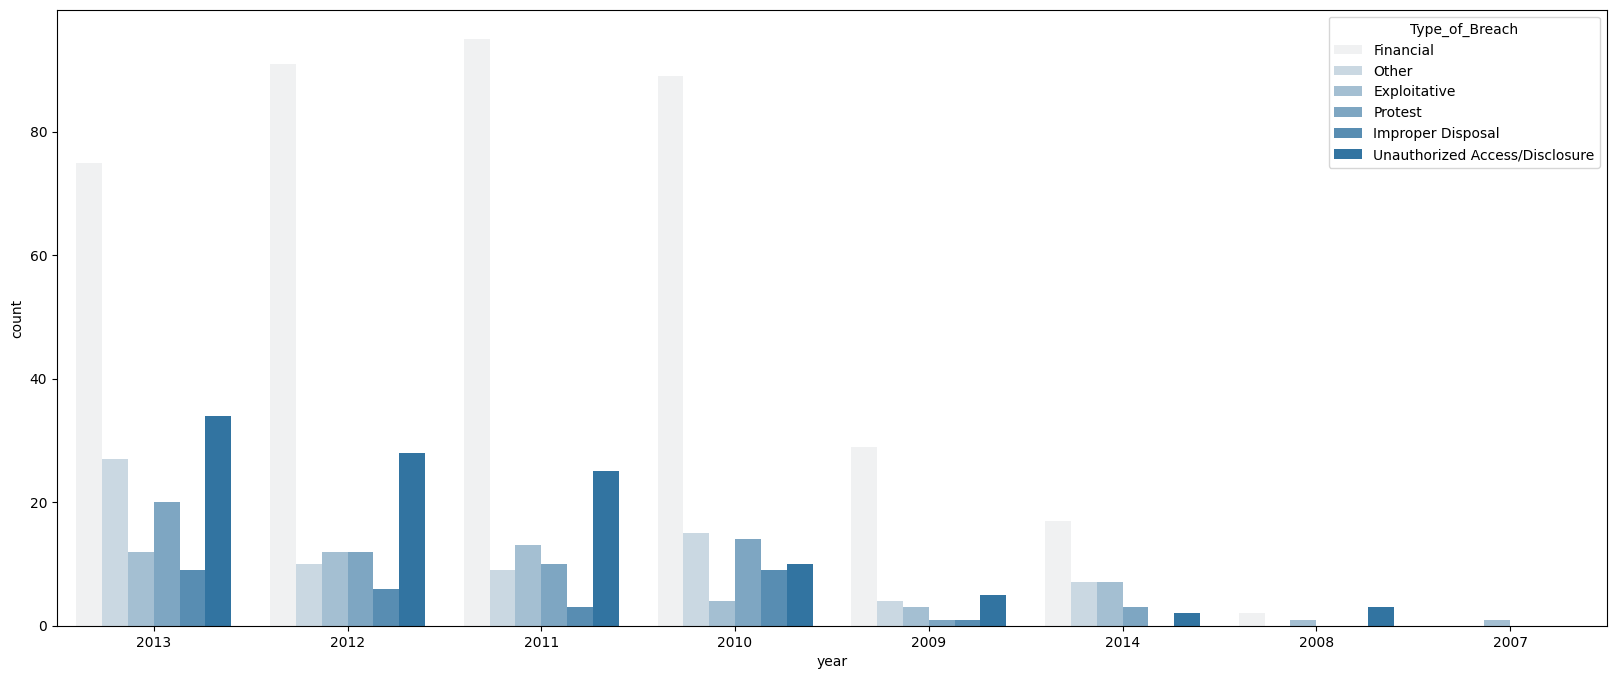 Type_of_Breach
Financial
Other
Exploitative
Protest
Improper Disposal
Unauthorized Access/Disclosure
80
60
40
20
0
count
2013 2012 2011 2010 2009 2014 2008 2007
year